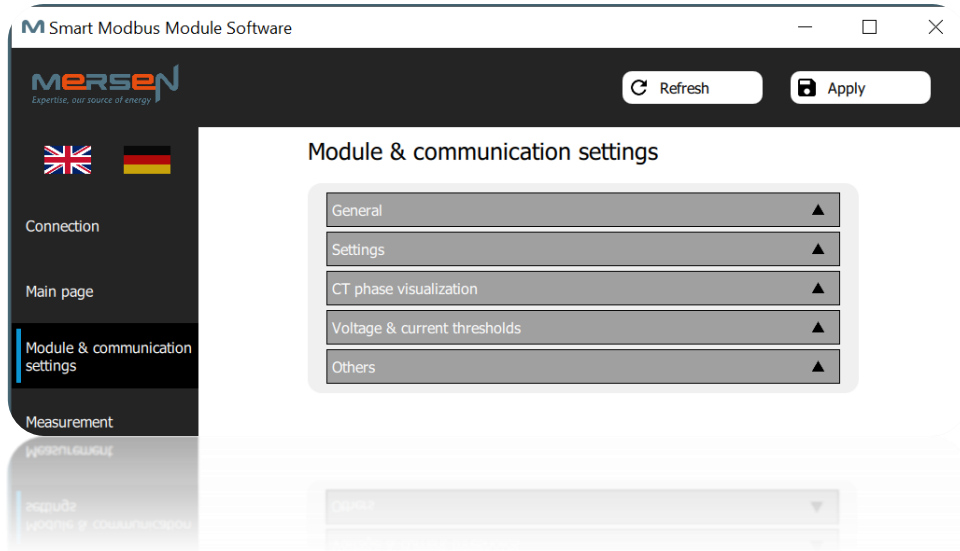 M Smart Modbus Module Software
MERSEN
Expertise, our source of energy
Refresh
Apply
Module & communication settings
General
Settings
CT phase visualization
Voltage & current thresholds
Others
Connection
Main page
Module & communication
settings
Measurement